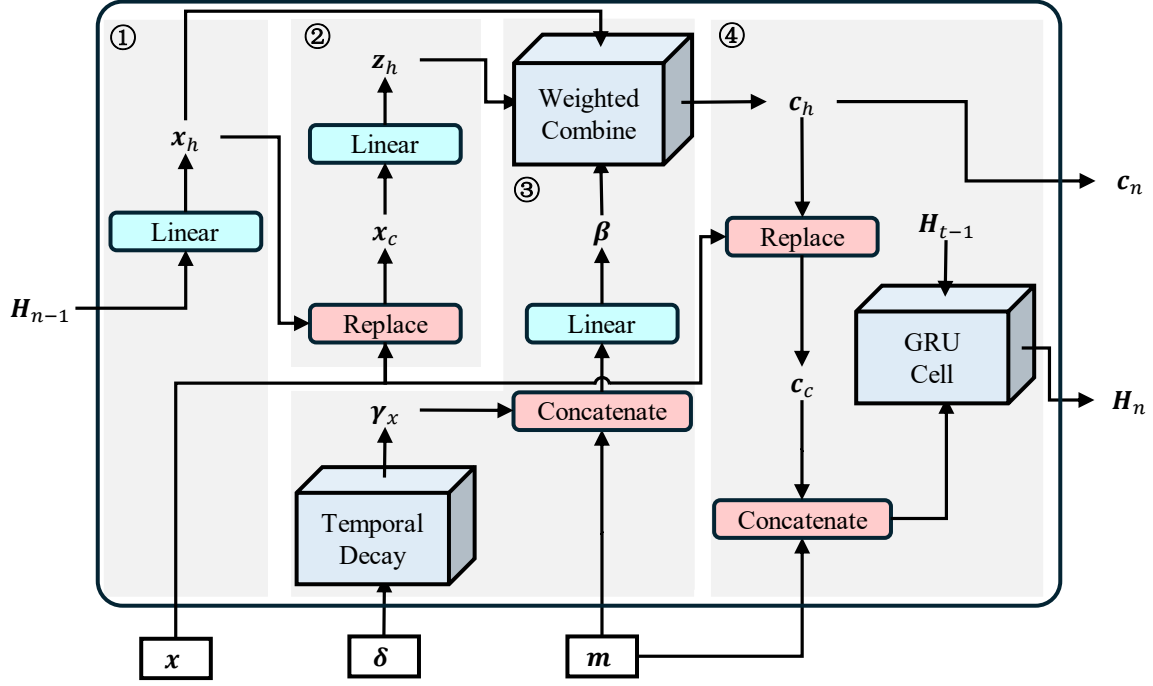 ①
②
③
④
z_h
x_h
Linear
Linear
x_c
H_{n-1}
Replace
Weighted
Combine
β
Linear
γ_x
Concatenate
Temporal
Decay
c_h
c_n
Replace
H_{t-1}
GRU
Cell
c_c
H_n
Concatenate
x
δ
m